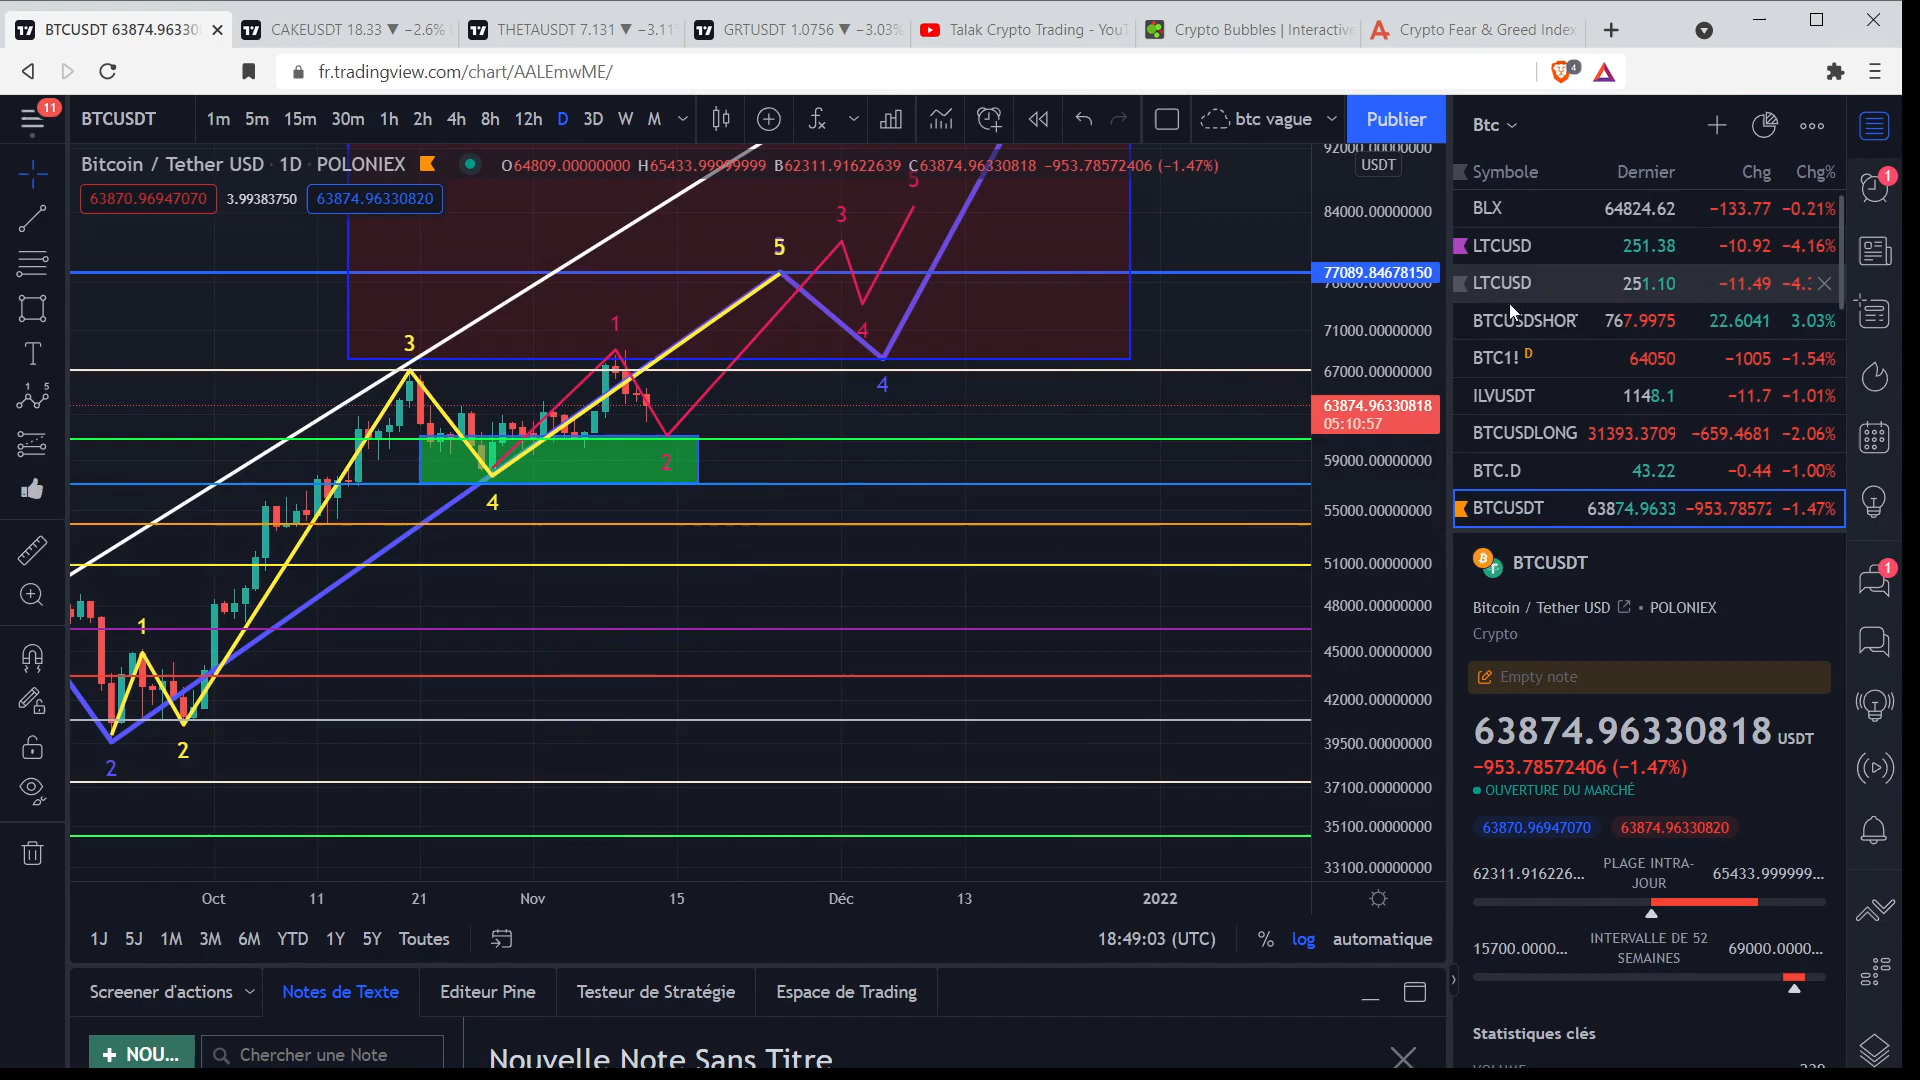 BTCUSDT 63874.96330
CAKEUSDT 18.33 ▼ −2.6%
THETAUSDT 7.131 ▼ −3.11
GRTUSDT 1.0756 ▼ −3.03%
Talak Crypto Trading - YouT
Crypto Bubbles | Interactive
Crypto Fear & Greed Index
fr.tradingview.com/chart/AALEmwME/
4
11
BTCUSDT
1m 5m 15m 30m 1h 2h 4h 8h 12h D 3D W M
btc vague
Publier
Bitcoin / Tether USD · 1D · POLONIEX
O64809.00000000 H65433.99999999 B62311.91622639 C63874.96330818 −953.78572406 (−1.47%)
63870.96947070
3.99383750
63874.96330820
92000.00000000
USDT
84000.00000000
77089.84678150
71000.00000000
67000.00000000
63874.96330818
05:10:57
59000.00000000
55000.00000000
51000.00000000
48000.00000000
45000.00000000
42000.00000000
39500.00000000
37100.00000000
35100.00000000
33100.00000000
5
3
5
1
3
4
4
2
4
1
2
2
Oct 11 21 Nov 15 Déc 13 2022
1J 5J 1M 3M 6M YTD 1Y 5Y Toutes
18:49:03 (UTC)
% log automatique
Screener d'actions
Notes de Texte
Editeur Pine
Testeur de Stratégie
Espace de Trading
+ NOU...
Chercher une Note
Nouvelle Note Sans Titre
Btc
Symbole Dernier Chg Chg%
BLX 64824.62 −133.77 −0.21%
LTCUSD 251.38 −10.92 −4.16%
LTCUSD 251.10 −11.49 −4.
BTCUSDSHOR 767.9975 22.6041 3.03%
BTC1! D 64050 −1005 −1.54%
ILVUSDT 1148.1 −11.7 −1.01%
BTCUSDLONG 31393.3709 −659.4681 −2.06%
BTC.D 43.22 −0.44 −1.00%
BTCUSDT 63874.9633 −953.78572 −1.47%
BTCUSDT
Bitcoin / Tether USD • POLONIEX
Crypto
Empty note
63874.96330818 USDT
−953.78572406 (−1.47%)
OUVERTURE DU MARCHÉ
63870.96947070
63874.96330820
62311.916226...
PLAGE INTRA-
JOUR
65433.999999...
15700.0000...
INTERVALLE DE 52
SEMAINES
69000.0000...
Statistiques clés
1
1